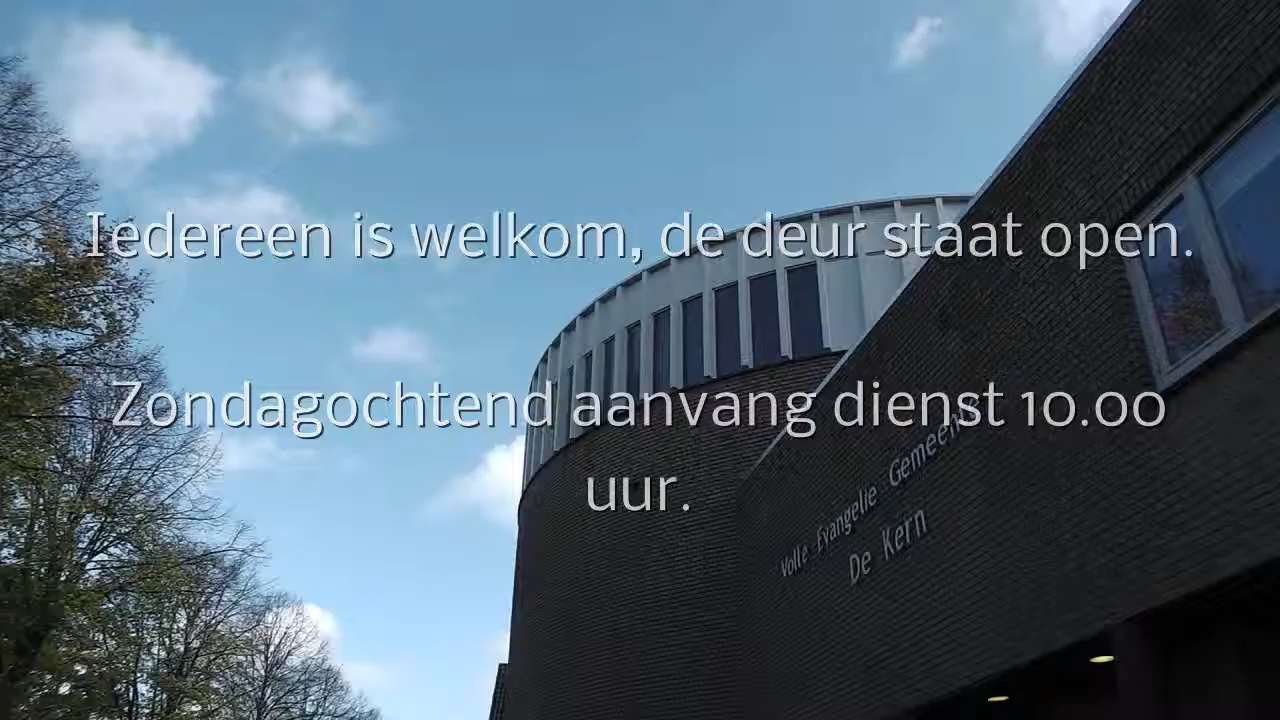 Iedereen is welkom, de deur staat open.
Zondagochtend aanvang dienst 10.00
uur.
Volle Evangelie Gemeente
De Kern